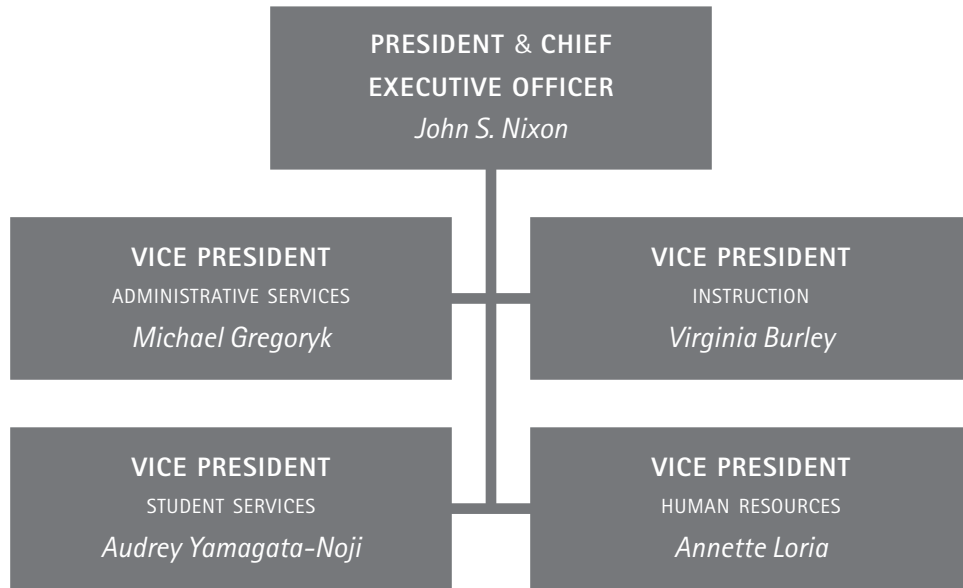 PRESIDENT & CHIEF
EXECUTIVE OFFICER
John S. Nixon
VICE PRESIDENT
ADMINISTRATIVE SERVICES
Michael Gregoryk
VICE PRESIDENT
INSTRUCTION
Virginia Burley
VICE PRESIDENT
STUDENT SERVICES
Audrey Yamagata-Noji
VICE PRESIDENT
HUMAN RESOURCES
Annette Loria